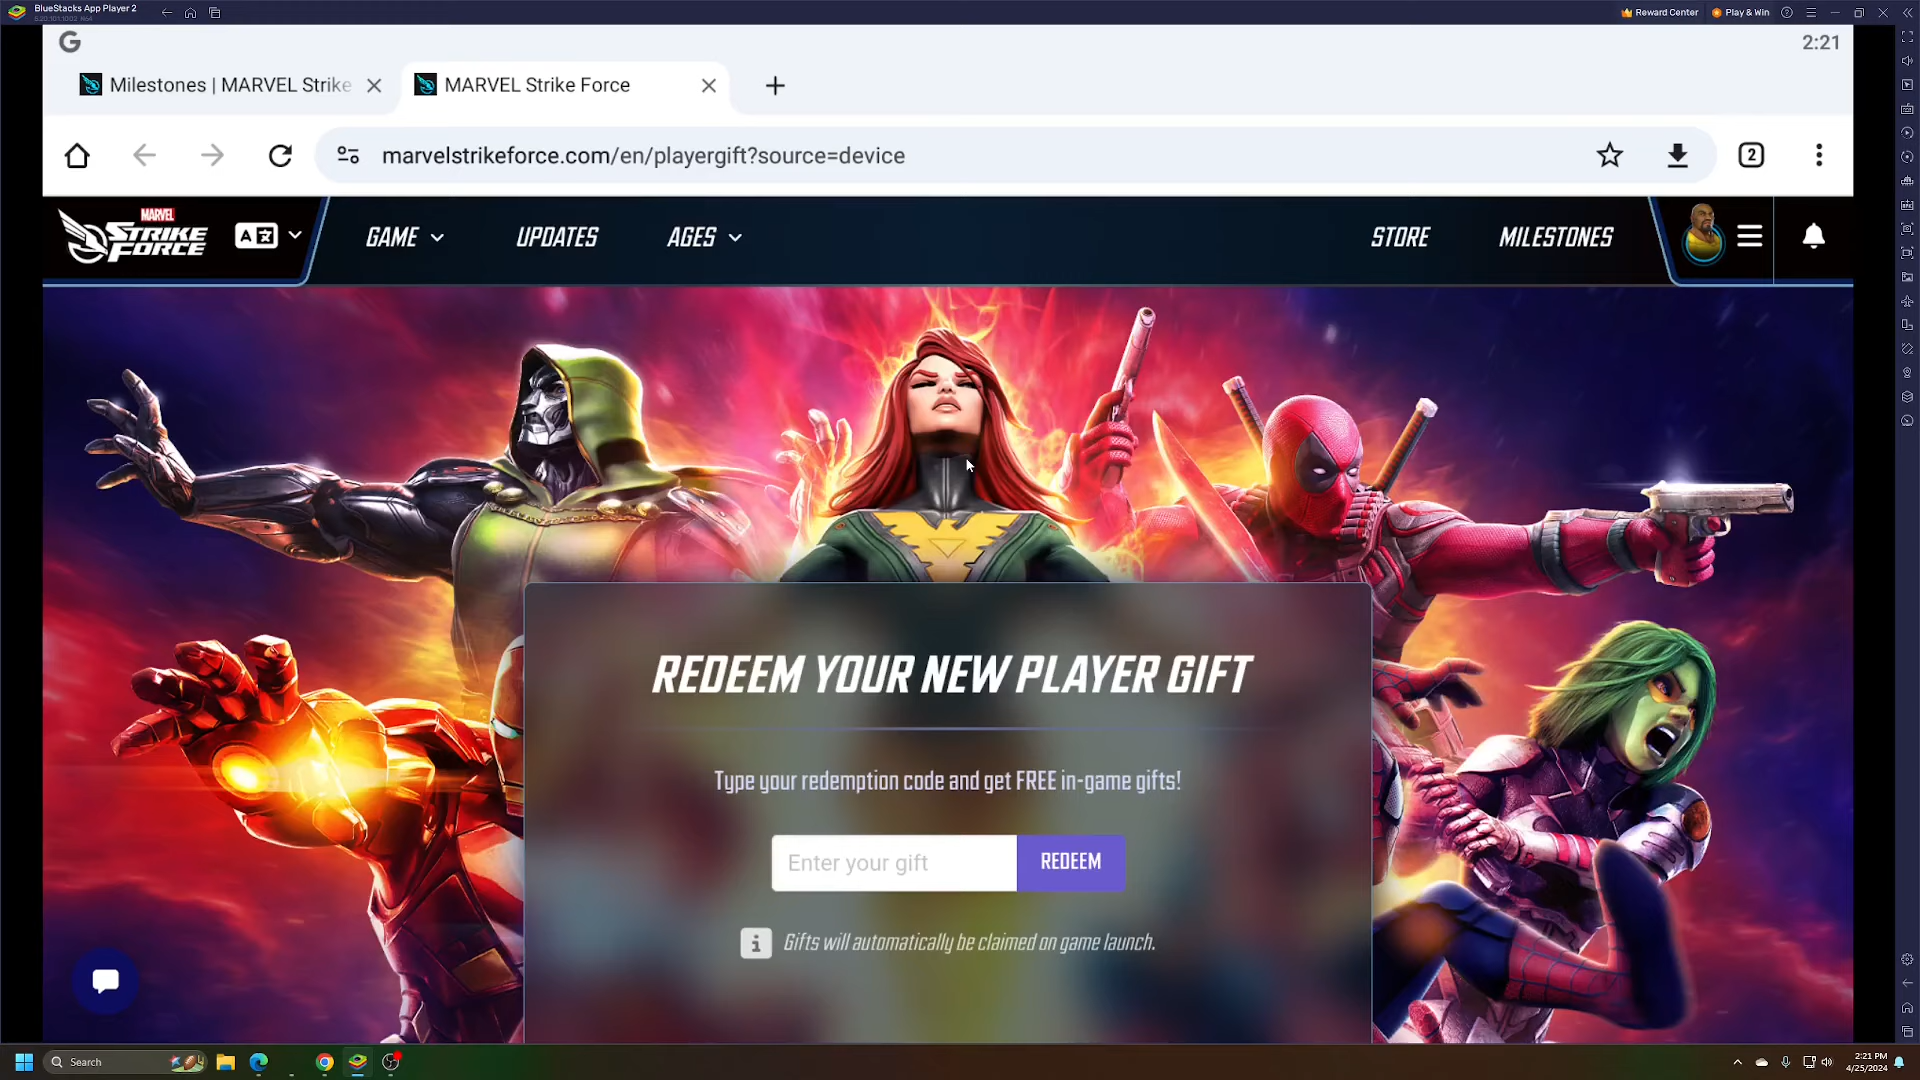 BlueStacks App Player 2
Reward Center
Play & Win
2:21
Milestones | MARVEL Strike
MARVEL Strike Force
marvelstrikeforce.com/en/playergift?source=device
2
MARVEL
STRIKE
FORCE
GAME
UPDATES
AGES
STORE
MILESTONES
REDEEM YOUR NEW PLAYER GIFT
Type your redemption code and get FREE in-game gifts!
Enter your gift
REDEEM
Gifts will automatically be claimed on game launch.
Search
2:21 PM
4/25/2024